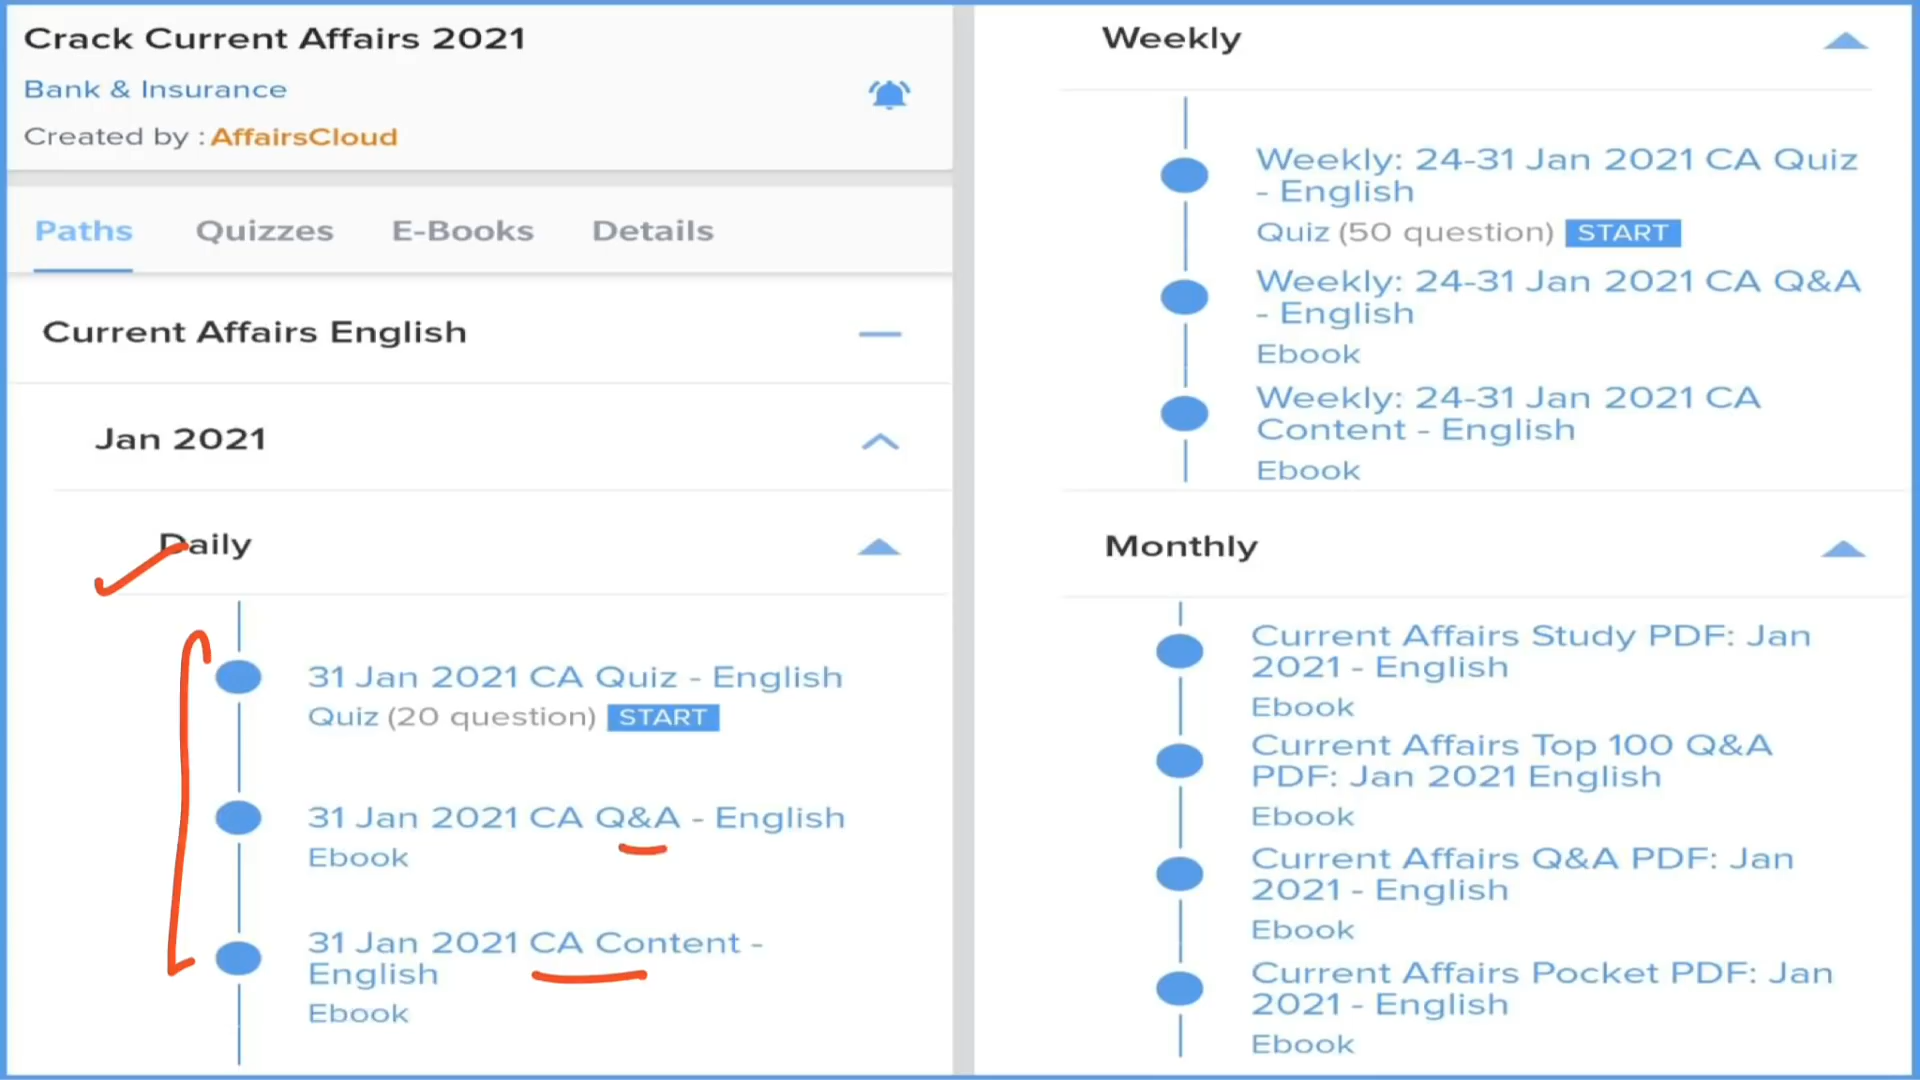 Crack Current Affairs 2021
Bank & Insurance
Created by : AffairsCloud
Paths Quizzes E-Books Details
Current Affairs English
Jan 2021
Daily
31 Jan 2021 CA Quiz - English
Quiz (20 question) START
31 Jan 2021 CA Q&A - English
Ebook
31 Jan 2021 CA Content -
English
Ebook
Weekly
Weekly: 24-31 Jan 2021 CA Quiz
- English
Quiz (50 question) START
Weekly: 24-31 Jan 2021 CA Q&A
- English
Ebook
Weekly: 24-31 Jan 2021 CA
Content - English
Ebook
Monthly
Current Affairs Study PDF: Jan
2021 - English
Ebook
Current Affairs Top 100 Q&A
PDF: Jan 2021 English
Ebook
Current Affairs Q&A PDF: Jan
2021 - English
Ebook
Current Affairs Pocket PDF: Jan
2021 - English
Ebook